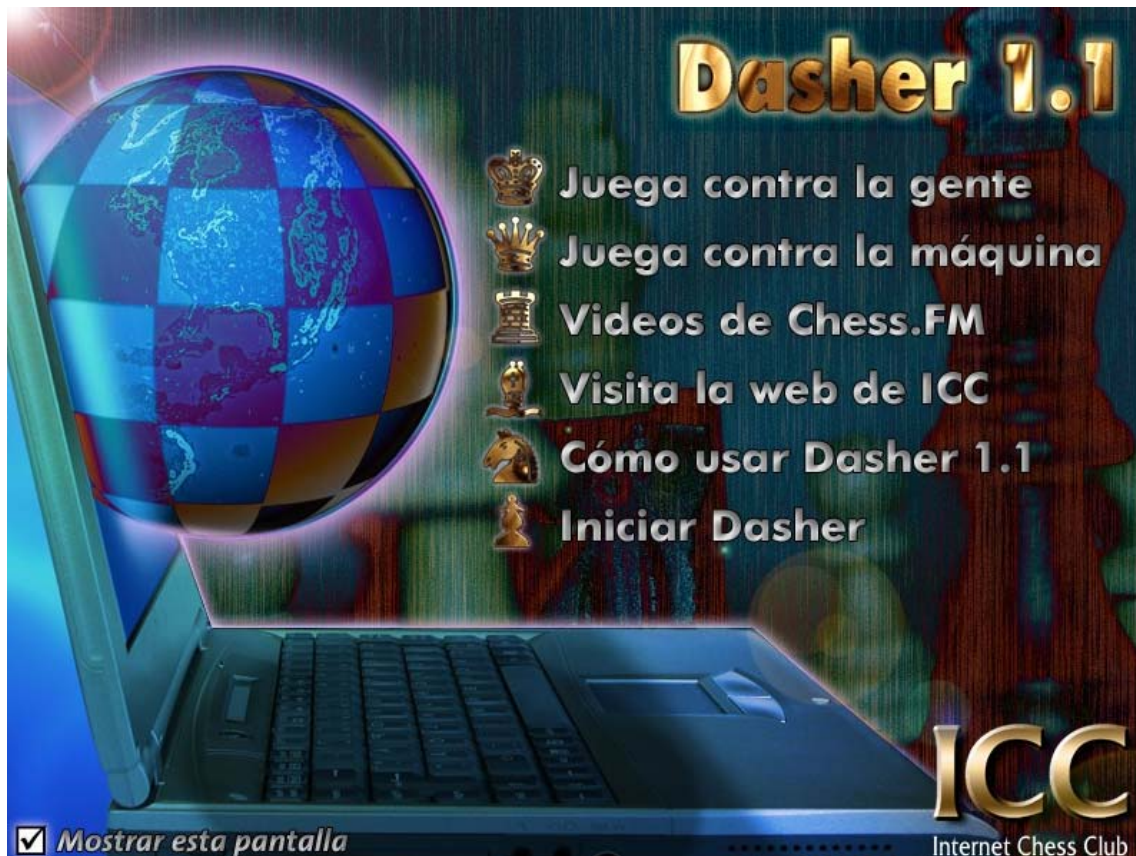 Dasher 1.1
Juega contra la gente
Juega contra la máquina
Videos de Chess.FM
Visita la web de ICC
Cómo usar Dasher 1.1
Iniciar Dasher
ICC
Internet Chess Club
Mostrar esta pantalla